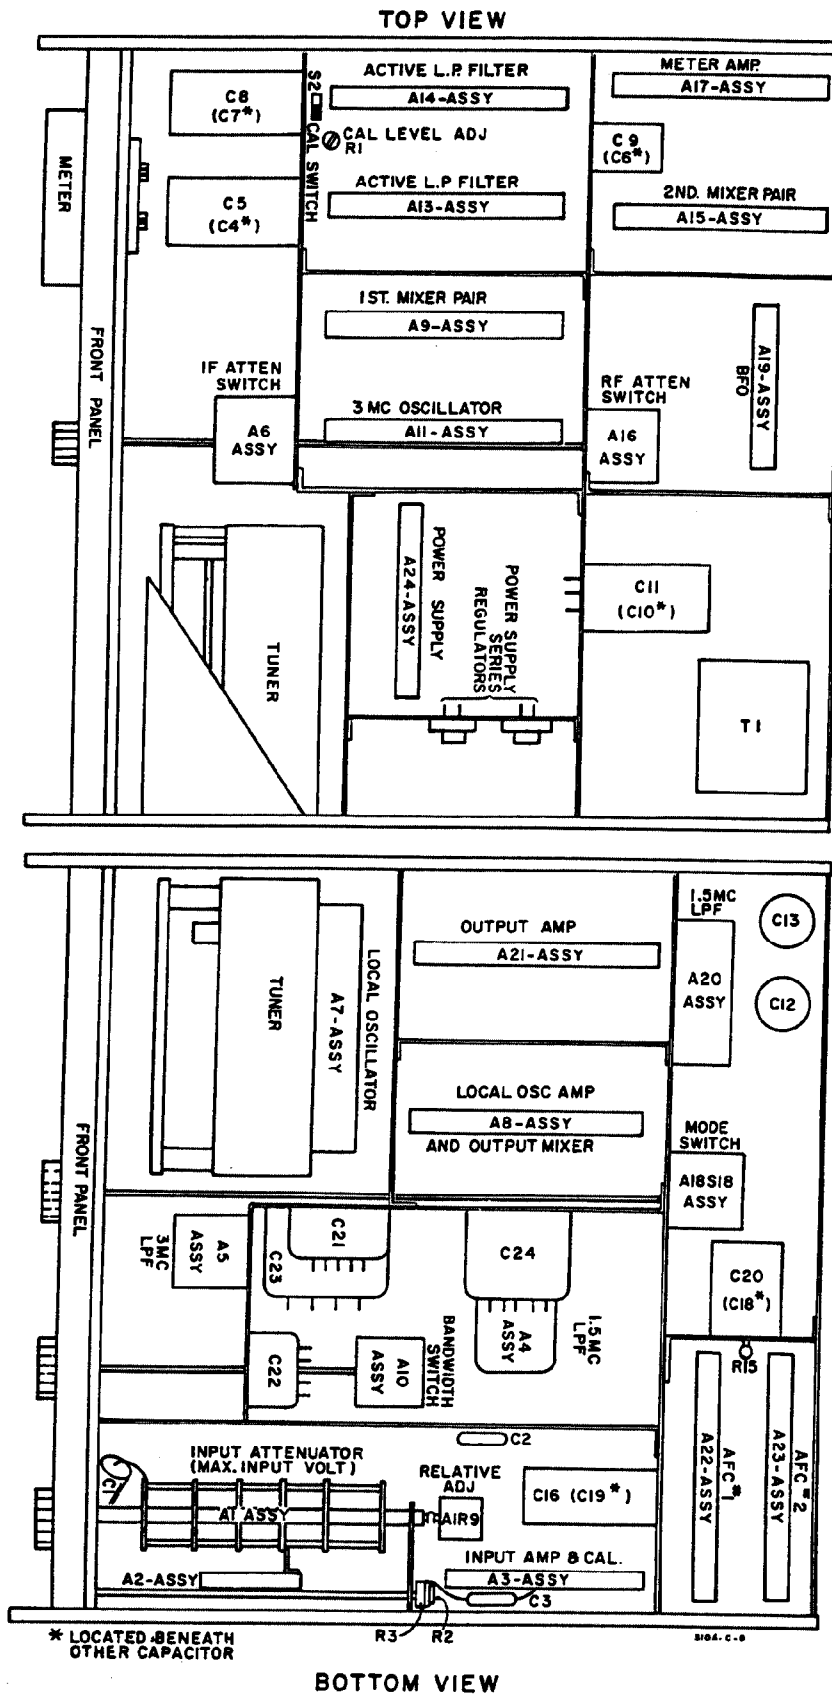 TOP VIEW
C8
(C7*)
S2
CAL SWITCH
ACTIVE L.P. FILTER
A14-ASSY
CAL LEVEL ADJ
R1
METER AMP.
A17-ASSY
C9
(C6*)
METER
C5
(C4*)
ACTIVE L.P. FILTER
A13-ASSY
2ND. MIXER PAIR
A15-ASSY
FRONT PANEL
1ST. MIXER PAIR
A9-ASSY
A19-ASSY
BFO
IF ATTEN
SWITCH
A6
ASSY
3 MC OSCILLATOR
A11-ASSY
RF ATTEN
SWITCH
A16
ASSY
TUNER
A24-ASSY
POWER SUPPLY
POWER SUPPLY
SERIES
REGULATORS
C11
(C10*)
T1
TUNER
A7-ASSY
LOCAL OSCILLATOR
OUTPUT AMP
A21-ASSY
1.5MC
LPF
A20
ASSY
C13
C12
FRONT PANEL
LOCAL OSC AMP
A8-ASSY
AND OUTPUT MIXER
MODE
SWITCH
A18S18
ASSY
A5
ASSY
3MC
LPF
C23
C21
C24
A4
ASSY
1.5MC
LPF
C20
(C18*)
C22
A10
ASSY
BANDWIDTH
SWITCH
R15
C2
C1
INPUT ATTENUATOR
(MAX. INPUT VOLT)
A1 ASSY
RELATIVE
ADJ
A1R9
C16 (C19*)
A22-ASSY
AFC #1
A23-ASSY
AFC #2
A2-ASSY
INPUT AMP & CAL.
A3-ASSY
C3
R3 R2
* LOCATED BENEATH
OTHER CAPACITOR
BOTTOM VIEW